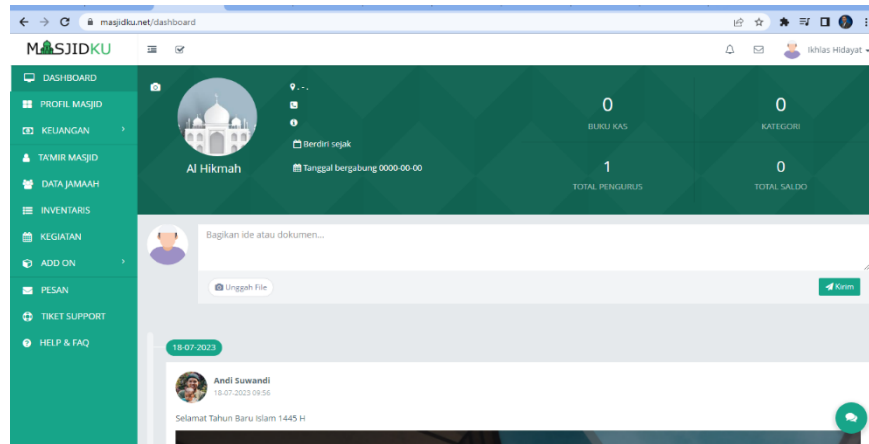 masjidku.net/dashboard
MASJIDKU
Ikhlas Hidayat
DASHBOARD
PROFIL MASJID
KEUANGAN
TA'MIR MASJID
DATA JAMAAH
INVENTARIS
KEGIATAN
ADD ON
PESAN
TIKET SUPPORT
HELP & FAQ
Al Hikmah
. - .
Berdiri sejak
Tanggal bergabung 0000-00-00
0
BUKU KAS
0
KATEGORI
1
TOTAL PENGURUS
0
TOTAL SALDO
Bagikan ide atau dokumen...
Unggah File
Kirim
18-07-2023
Andi Suwandi
18-07-2023 09:56
Selamat Tahun Baru Islam 1445 H